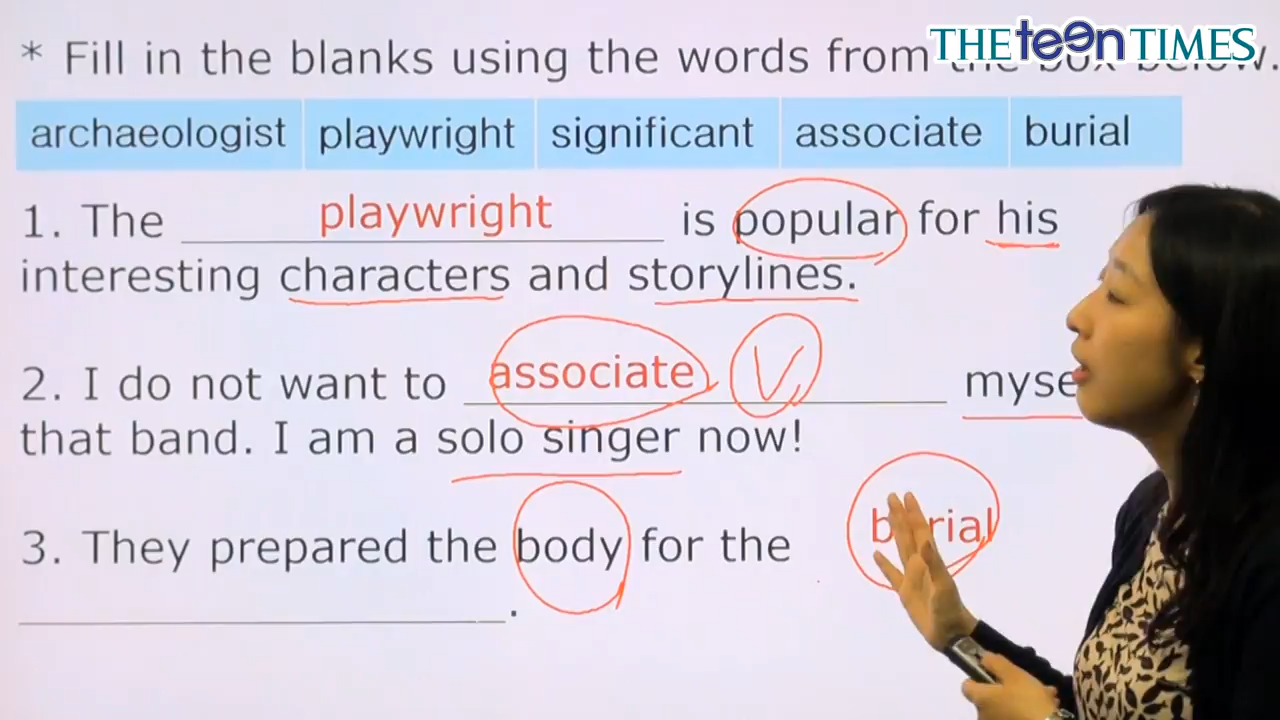 THE teen TIMES
* Fill in the blanks using the words from the box below.
archaeologist playwright significant associate burial
1. The playwright is popular for his
interesting characters and storylines.
2. I do not want to associate V
that band. I am a solo singer now!
3. They prepared the body for the burial
.